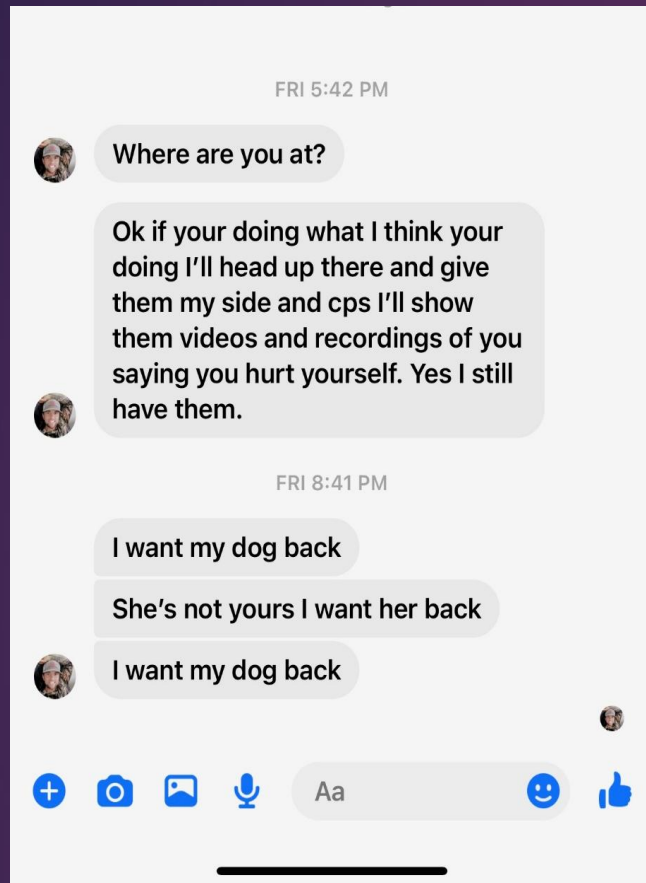 FRI 5:42 PM
Where are you at?
Ok if your doing what I think your
doing I'll head up there and give
them my side and cps I'll show
them videos and recordings of you
saying you hurt yourself. Yes I still
have them.
FRI 8:41 PM
I want my dog back
She's not yours I want her back
I want my dog back
Aa